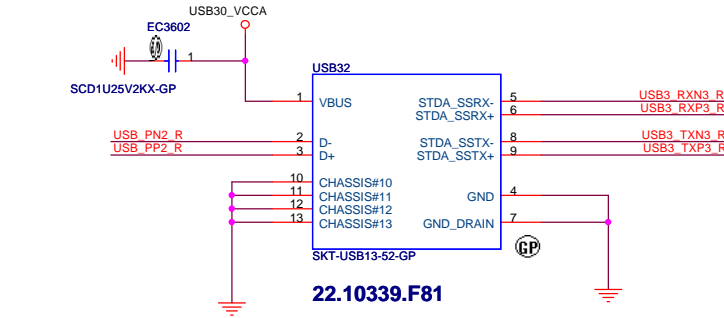 USB30_VCCA
EC3602
1
SCD1U25V2KX-GP
USB32
1 VBUS
STDA_SSRX- 5 USB3_RXN3_R
STDA_SSRX+ 6 USB3_RXP3_R
USB_PN2_R 2 D-
STDA_SSTX- 8 USB3_TXN3_R
USB_PP2_R 3 D+
STDA_SSTX+ 9 USB3_TXP3_R
10 CHASSIS#10
11 CHASSIS#11
GND 4
12 CHASSIS#12
13 CHASSIS#13
GND_DRAIN 7
GP
SKT-USB13-52-GP
22.10339.F81